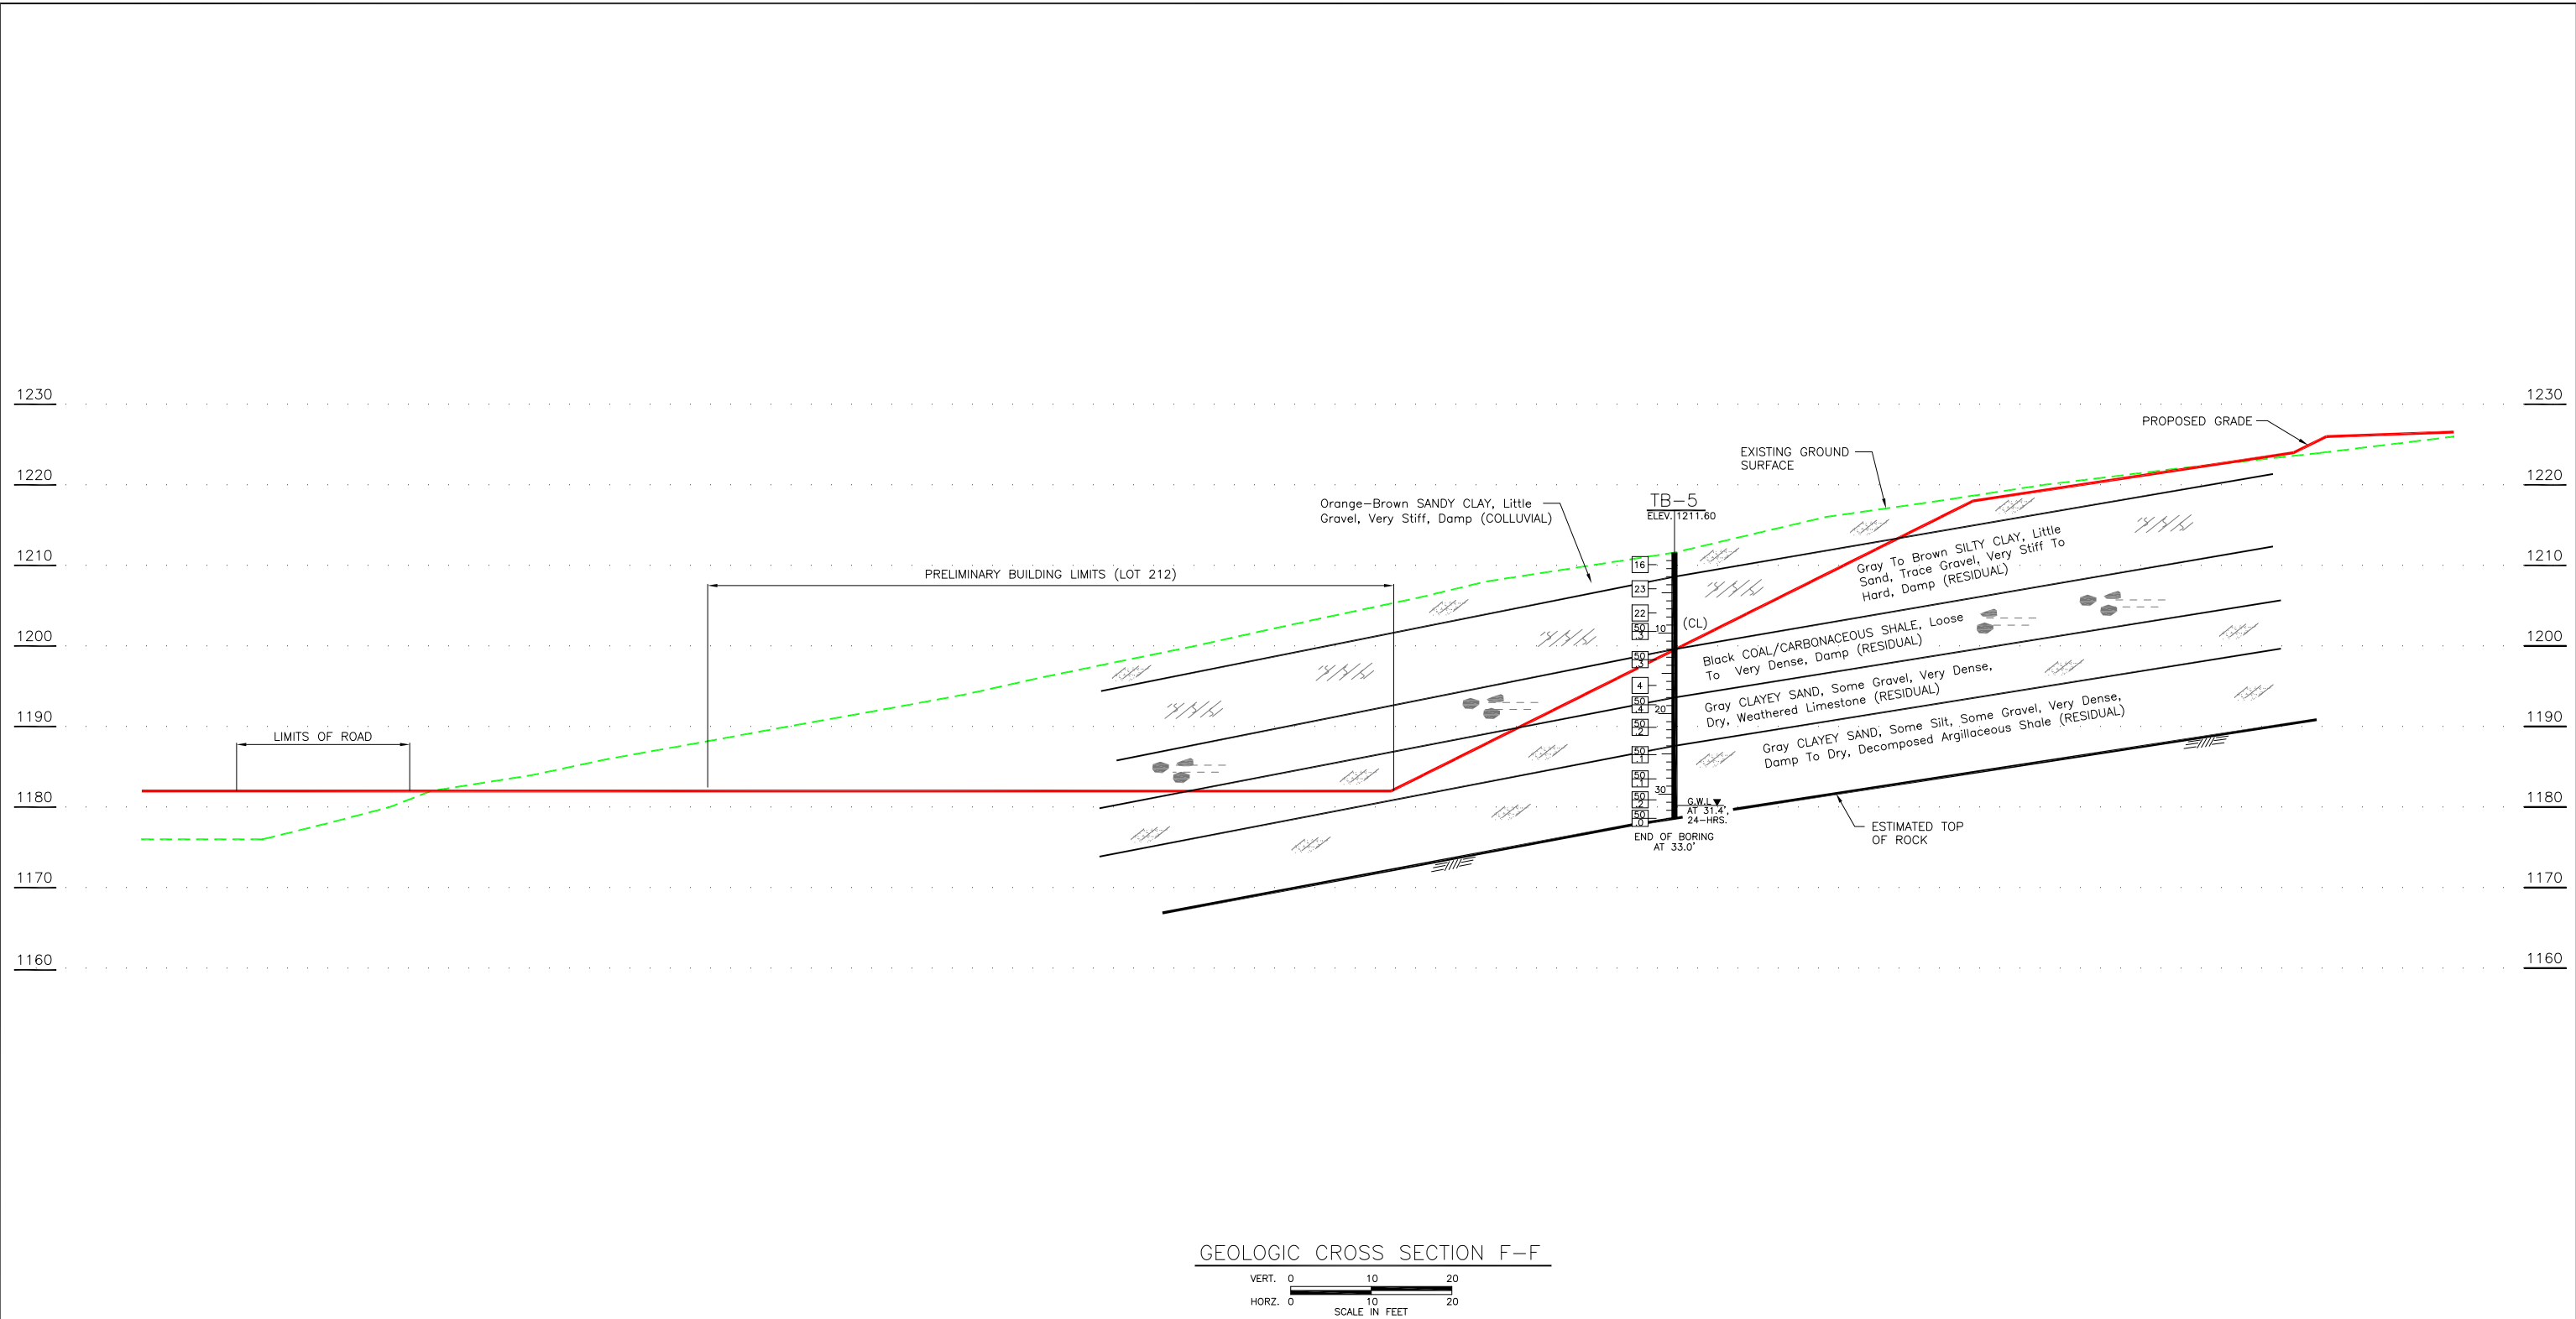 1230
1230
PROPOSED GRADE
EXISTING GROUND
SURFACE
1220
1220
TB-5
ELEV. 1211.60
Orange-Brown SANDY CLAY, Little
Gravel, Very Stiff, Damp (COLLUVIAL)
Gray To Brown SILTY CLAY, Little
Sand, Trace Gravel, Very Stiff To
Hard, Damp (RESIDUAL)
1210
1210
PRELIMINARY BUILDING LIMITS (LOT 212)
16
23
22
50
.3
10
(CL)
1200
1200
Black COAL/CARBONACEOUS SHALE, Loose
To Very Dense, Damp (RESIDUAL)
50
.3
4
50
.4
20
Gray CLAYEY SAND, Some Gravel, Very Dense,
Dry, Weathered Limestone (RESIDUAL)
1190
1190
50
.2
LIMITS OF ROAD
Gray CLAYEY SAND, Some Silt, Some Gravel, Very Dense,
Damp To Dry, Decomposed Argillaceous Shale (RESIDUAL)
50
.1
50
.1
30
1180
1180
50
.2
G.W.L
AT 31.4',
24-HRS.
50
.0
END OF BORING
AT 33.0'
ESTIMATED TOP
OF ROCK
1170
1170
1160
1160
GEOLOGIC CROSS SECTION F-F
VERT. 0 10 20
HORZ. 0 10 20
SCALE IN FEET